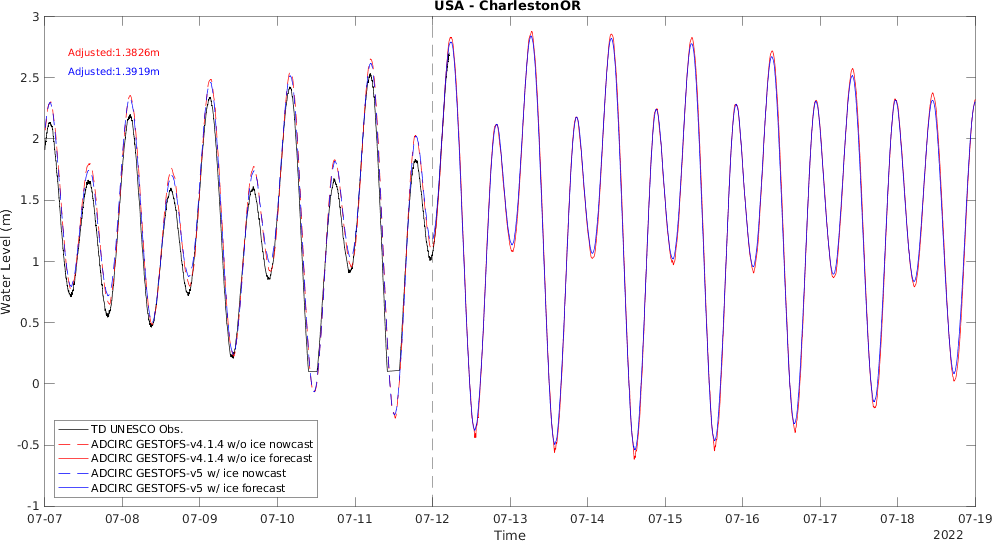 USA - CharlestonOR
Adjusted:1.3826m
Adjusted:1.3919m
Water Level (m)
3
2.5
2
1.5
1
0.5
0
-0.5
-1
TD UNESCO Obs.
ADCIRC GESTOFS-v4.1.4 w/o ice nowcast
ADCIRC GESTOFS-v4.1.4 w/o ice forecast
ADCIRC GESTOFS-v5 w/ ice nowcast
ADCIRC GESTOFS-v5 w/ ice forecast
07-07 07-08 07-09 07-10 07-11 07-12 07-13 07-14 07-15 07-16 07-17 07-18 07-19
Time
2022